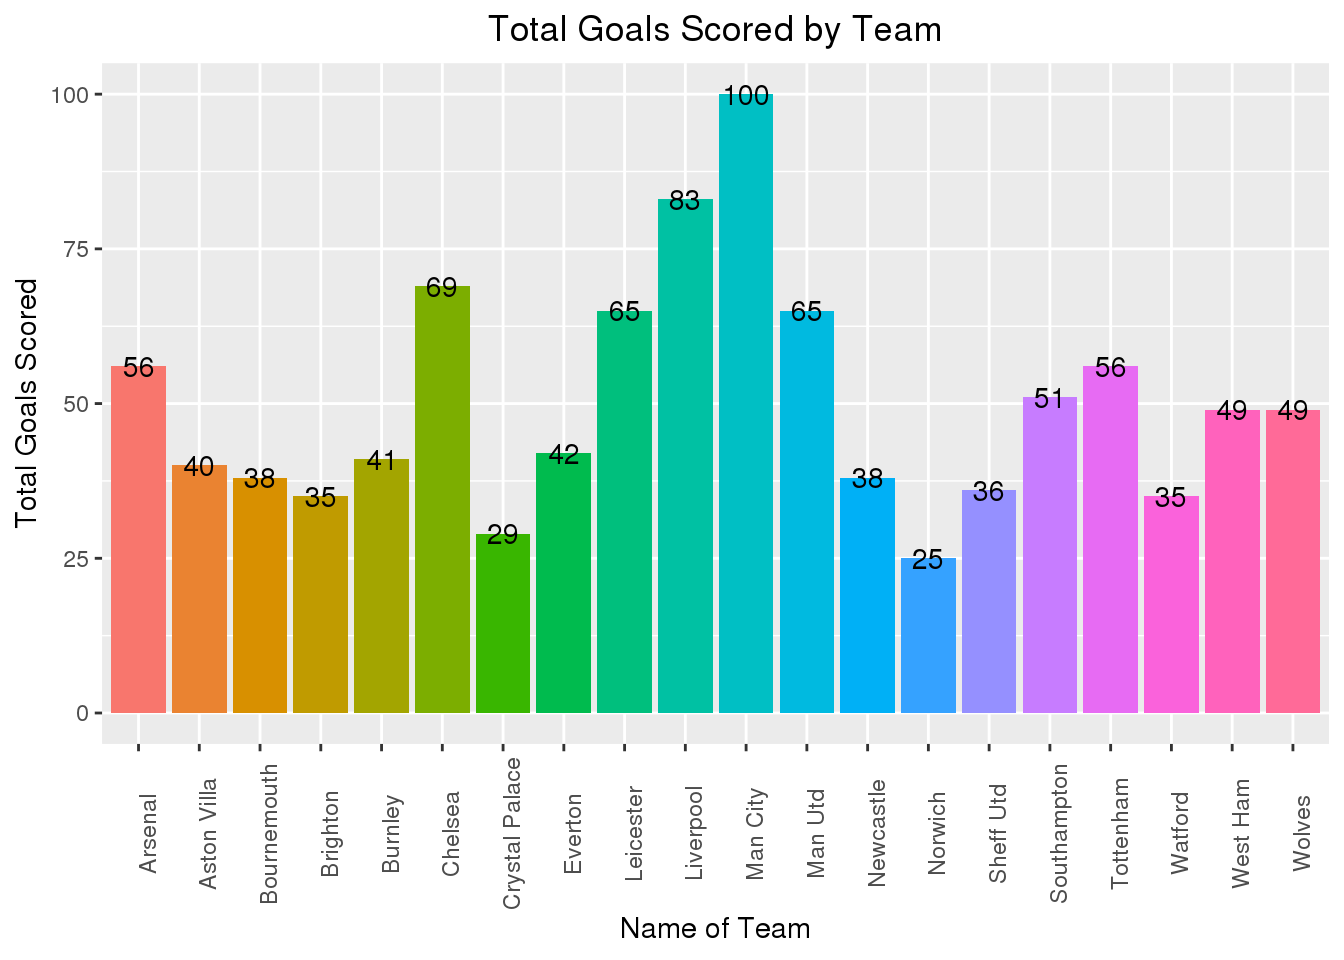 Total Goals Scored by Team
Total Goals Scored
100
75
50
25
0
56
40
38
35
41
69
29
42
65
83
100
65
38
25
36
51
56
35
49
49
Arsenal
Aston Villa
Bournemouth
Brighton
Burnley
Chelsea
Crystal Palace
Everton
Leicester
Liverpool
Man City
Man Utd
Newcastle
Norwich
Sheff Utd
Southampton
Tottenham
Watford
West Ham
Wolves
Name of Team